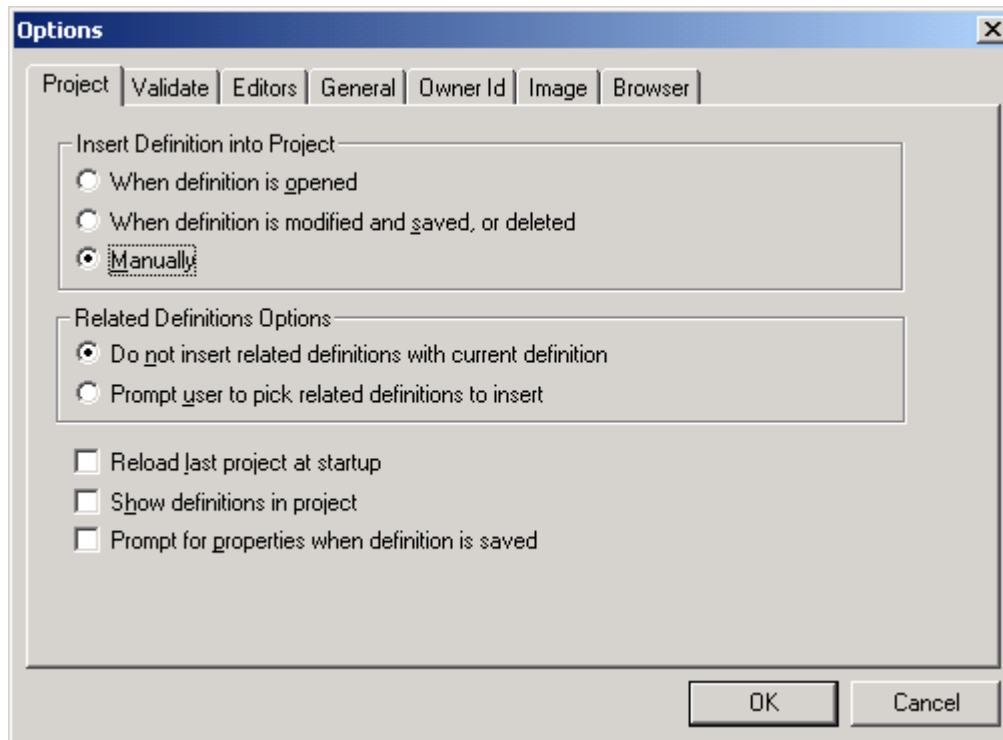 Options
Project Validate Editors General Owner Id Image Browser
Insert Definition into Project
When definition is opened
When definition is modified and saved, or deleted
Manually
Related Definitions Options
Do not insert related definitions with current definition
Prompt user to pick related definitions to insert
Reload last project at startup
Show definitions in project
Prompt for properties when definition is saved
OK Cancel